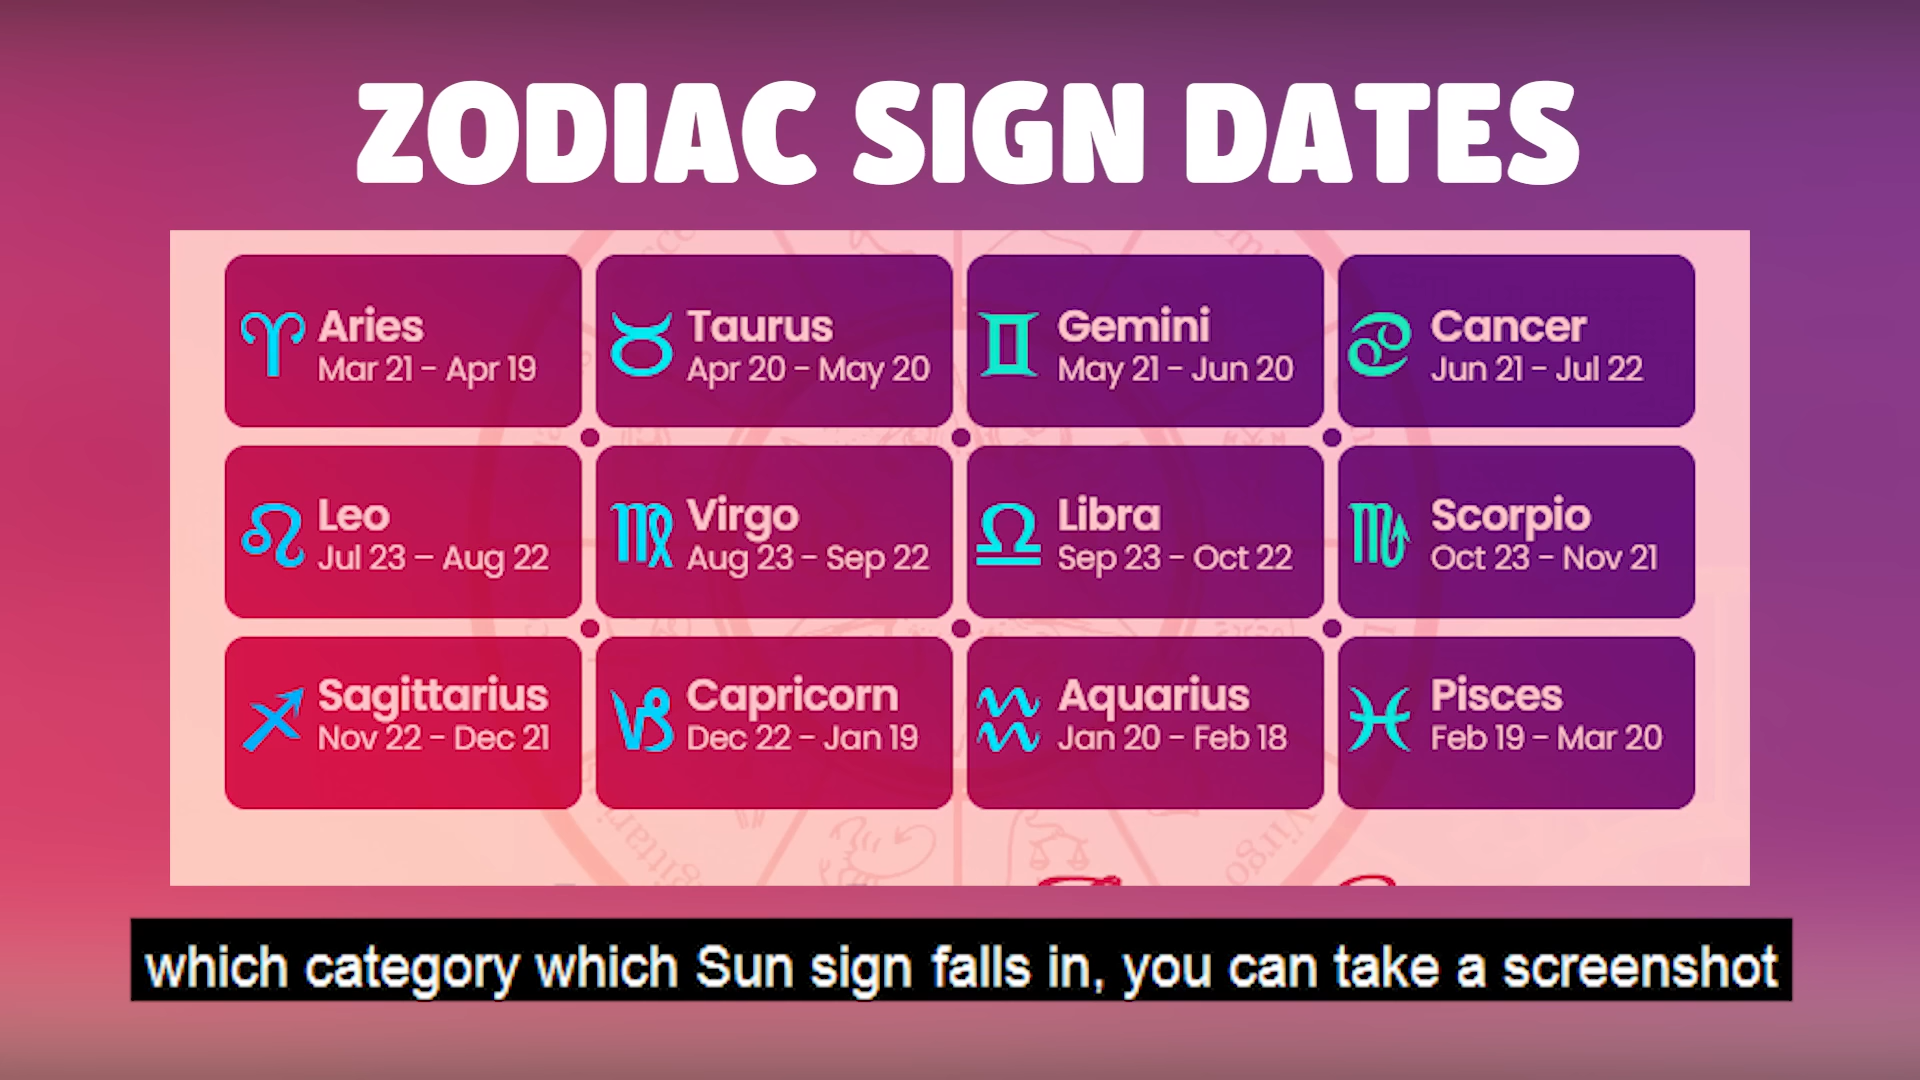 ZODIAC SIGN DATES
Aries
Mar 21 - Apr 19
Taurus
Apr 20 - May 20
Gemini
May 21 - Jun 20
Cancer
Jun 21 - Jul 22
Leo
Jul 23 – Aug 22
Virgo
Aug 23 - Sep 22
Libra
Sep 23 - Oct 22
Scorpio
Oct 23 - Nov 21
Sagittarius
Nov 22 - Dec 21
Capricorn
Dec 22 - Jan 19
Aquarius
Jan 20 - Feb 18
Pisces
Feb 19 - Mar 20
Virgo
which category which Sun sign falls in, you can take a screenshot